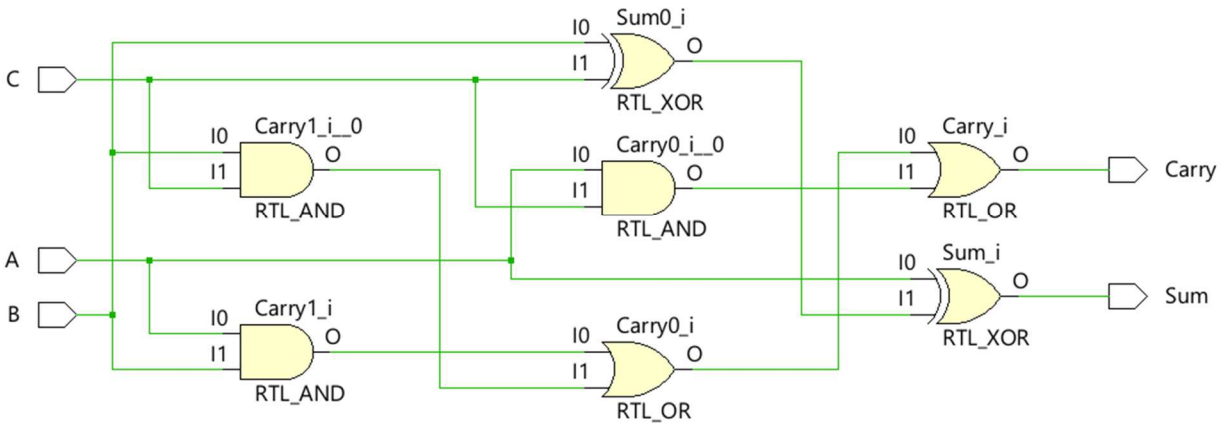 Sum0_i
I0
O
I1
C
RTL_XOR
Carry1_i__0
Carry_i
I0
I0
Carry0_i__0
O
I0
O
I1
O
I1
Carry
I1
RTL_AND
RTL_OR
RTL_AND
Sum_i
A
I0
O
I1
Sum
Carry1_i
B
I0
Carry0_i
O
RTL_XOR
I0
I1
O
I1
RTL_AND
RTL_OR